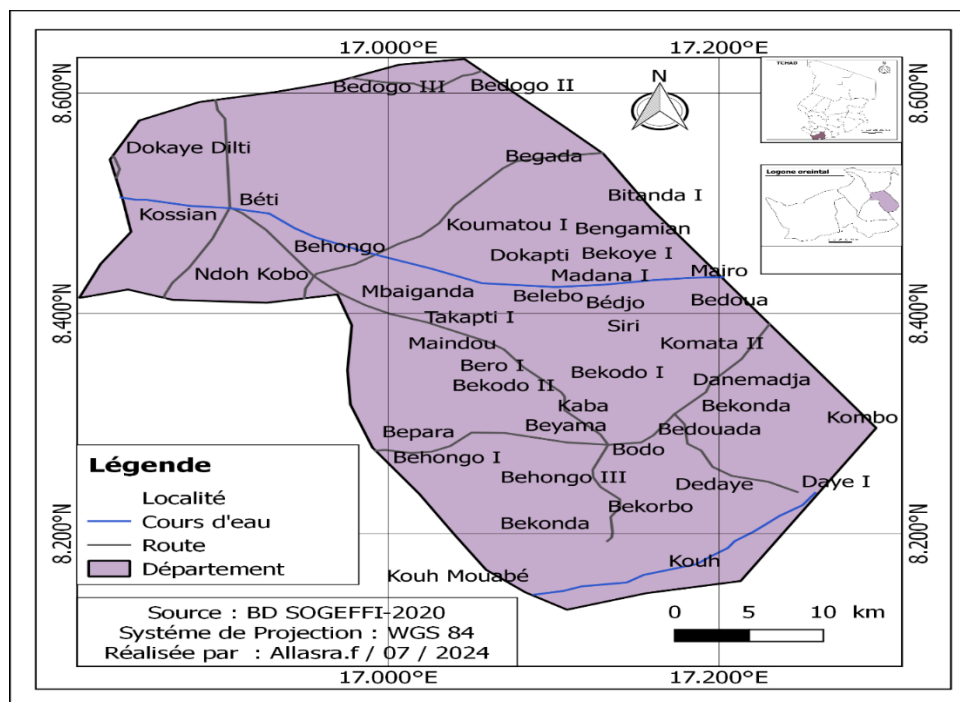 17.000°E 17.200°E
TCHAD
N
8.600°N 8.600°N
Bedogo III Bedogo II
Dokaye Dilti
Begada
Logone oreintal
Kossian Béti
Bitanda I
Koumatou I Bengamian
Behongo
Dokapti Bekoye I
Ndoh Kobo
Madana I Mairo
Mbaiganda Belebo Bédjo Bedoua
8.400°N 8.400°N
Takapti I Siri
Maindou Komata II
Bero I
Bekodo II Bekodo I Danemadja
Kaba Bekonda
Beyama Kombo
Bepara Bedouada
Behongo I Bodo
Behongo III Dedaye Daye I
Bekorbo
Bekonda
8.200°N 8.200°N
Kouh
Kouh Mouabé
Légende
Localité
Cours d'eau
Route
Département
Source : BD SOGEFFI-2020
Systéme de Projection : WGS 84
Réalisée par : Allasra.f / 07 / 2024
0 5 10 km
17.000°E 17.200°E